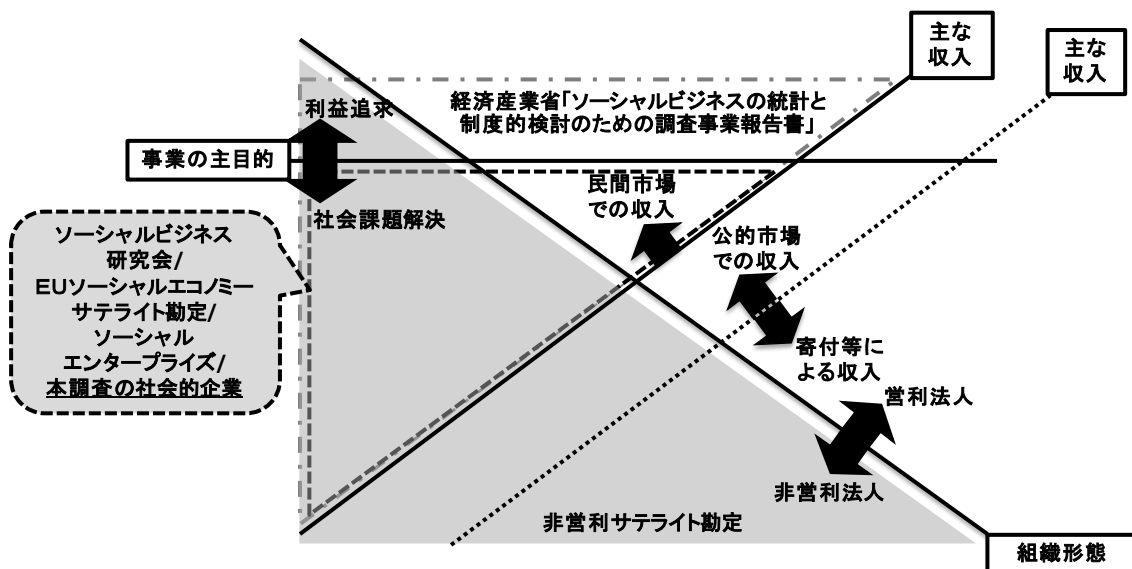 主な
収入
主な
収入
経済産業省「ソーシャルビジネスの統計と
制度的検討のための調査事業報告書」
利益追求
事業の主目的
社会課題解決
民間市場
での収入
公的市場
での収入
ソーシャルビジネス
研究会/
EUソーシャルエコノミー
サテライト勘定/
ソーシャル
エンタープライズ/
本調査の社会的企業
寄付等に
よる収入
営利法人
非営利法人
非営利サテライト勘定
組織形態